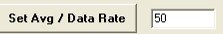 Set Avg / Data Rate 50